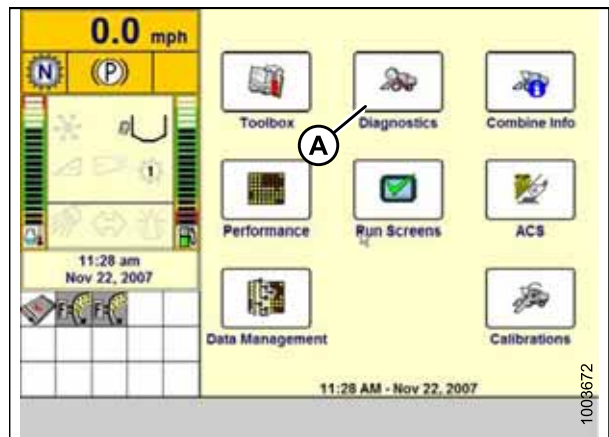 0.0 mph
N
(P)
1
11:28 am
Nov 22, 2007
F=
F=
Toolbox
Diagnostics
Combine Info
A
Performance
Run Screens
ACS
Data Management
Calibrations
11:28 AM - Nov 22, 2007
1003672